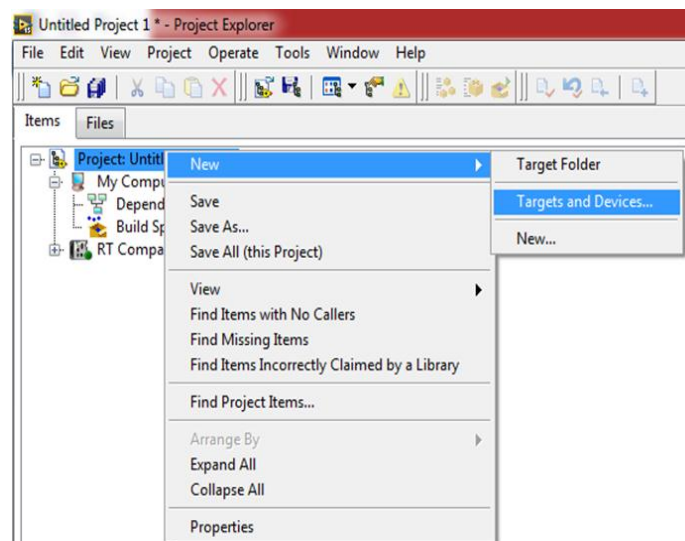 Untitled Project 1 * - Project Explorer
File Edit View Project Operate Tools Window Help
Items Files
Project: Untitl
New
Target Folder
My Compu
Targets and Devices...
Depend
Save
Build Sp
Save As...
New...
RT Compa
Save All (this Project)
View
Find Items with No Callers
Find Missing Items
Find Items Incorrectly Claimed by a Library
Find Project Items...
Arrange By
Expand All
Collapse All
Properties